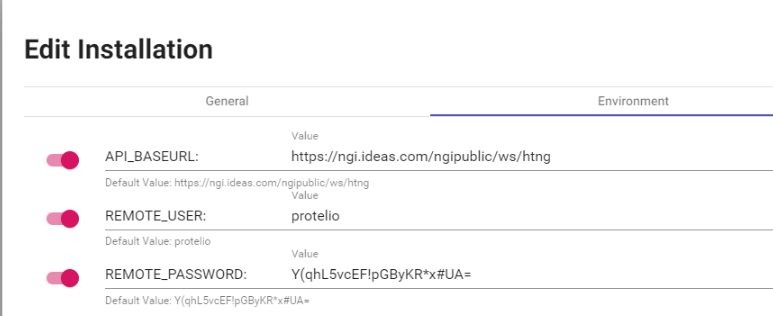 Edit Installation
General
Environment
Value
API_BASEURL: https://ngi.ideas.com/ngipublic/ws/htng
Default Value: https://ngi.ideas.com/ngipublic/ws/htng
Value
REMOTE_USER: protelio
Default Value: protelio
Value
REMOTE_PASSWORD: Y(qhL5vcEF!pGByKR*x#UA=
Default Value: Y(qhL5vcEF!pGByKR*x#UA=